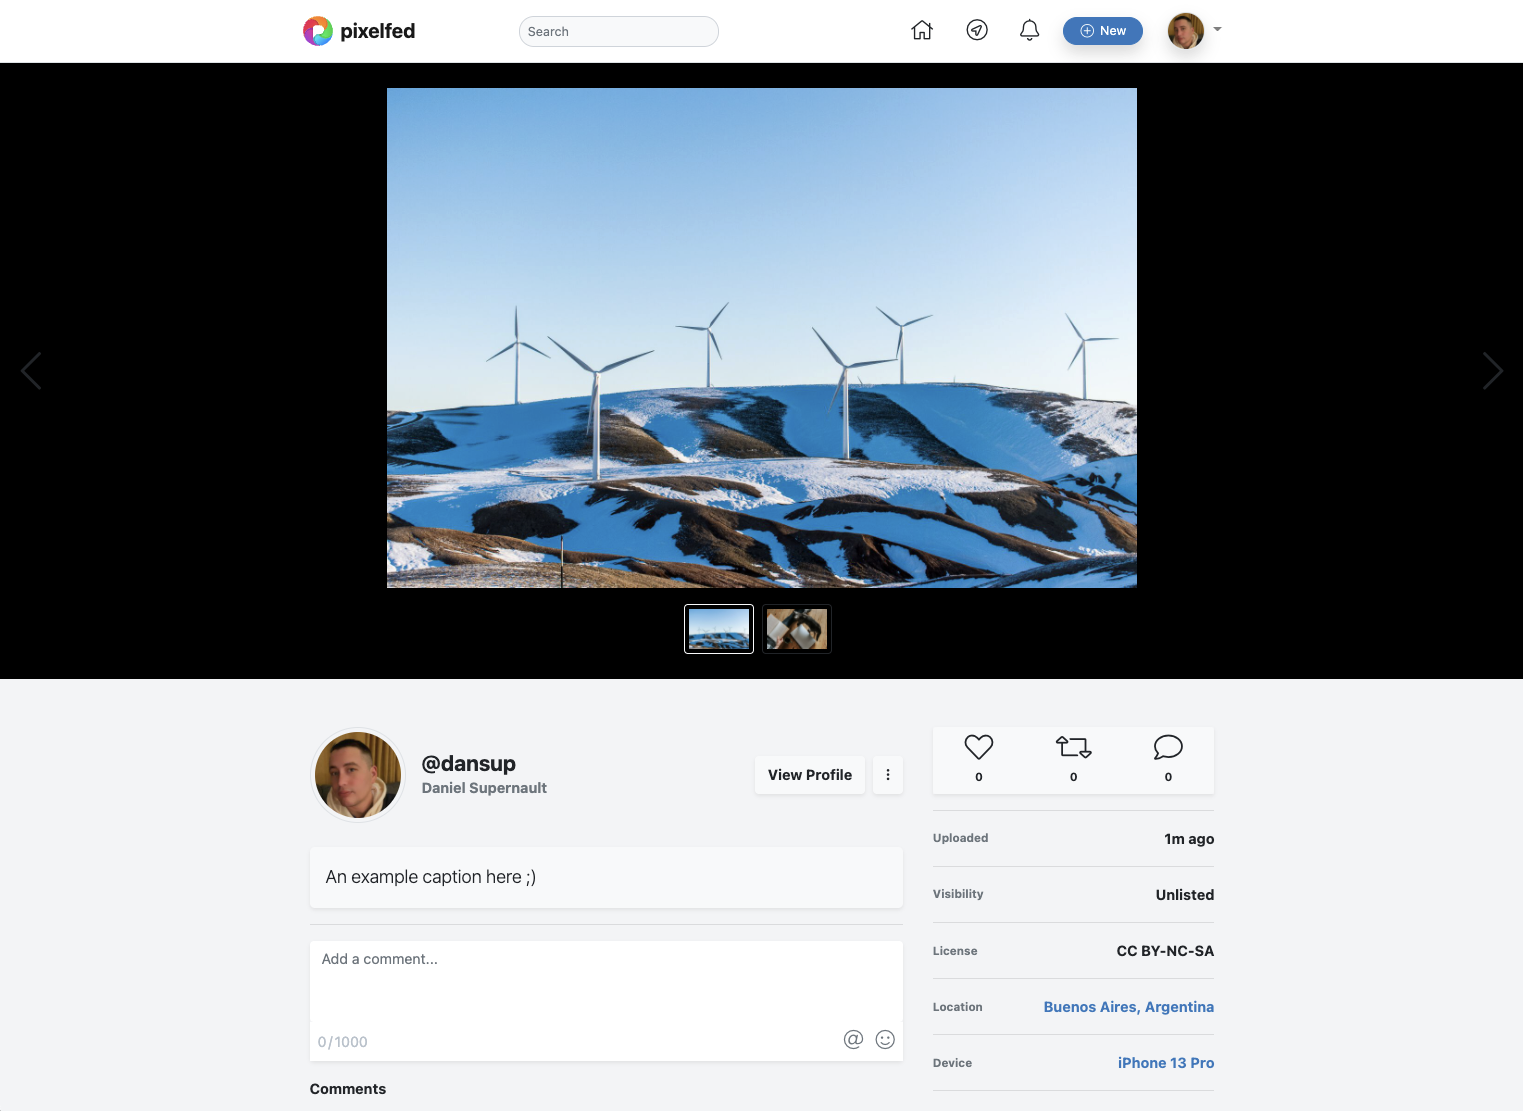 pixelfed
Search
New
@dansup
Daniel Supernault
View Profile
0
0
0
An example caption here ;)
Add a comment...
0/1000
Comments
Uploaded
1m ago
Visibility
Unlisted
License
CC BY-NC-SA
Location
Buenos Aires, Argentina
Device
iPhone 13 Pro